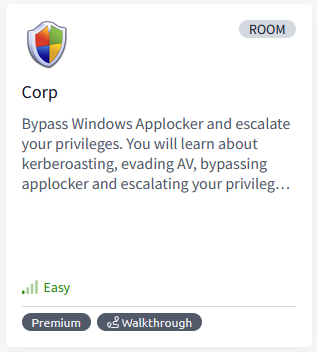 ROOM
Corp
Bypass Windows Applocker and escalate
your privileges. You will learn about
kerberoasting, evading AV, bypassing
applocker and escalating your privileg…
Easy
Premium
Walkthrough